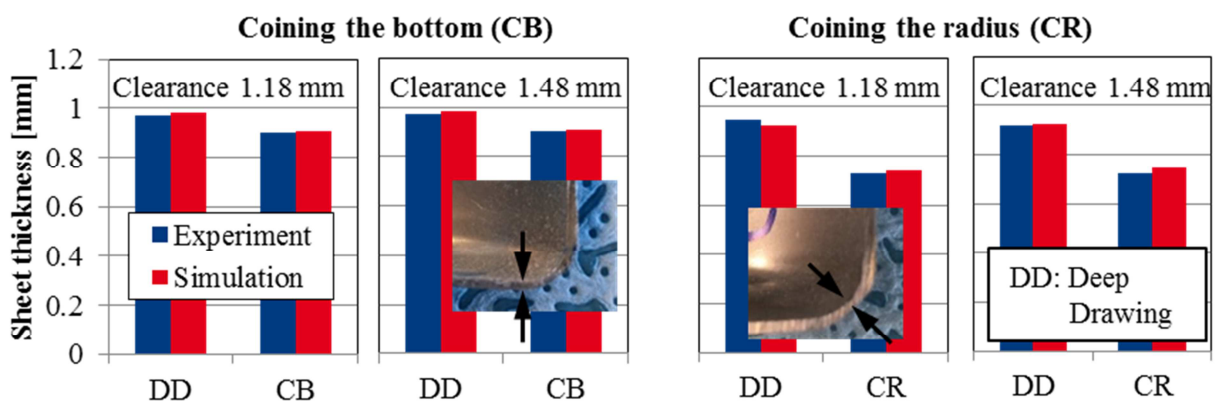 Coining the bottom (CB)
Coining the radius (CR)
Sheet thickness [mm]
1.2
1
0.8
0.6
0.4
0.2
0
Clearance 1.18 mm
Clearance 1.48 mm
Clearance 1.18 mm
Clearance 1.48 mm
Experiment
Simulation
DD: Deep
Drawing
DD
CB
DD
CB
DD
CR
DD
CR